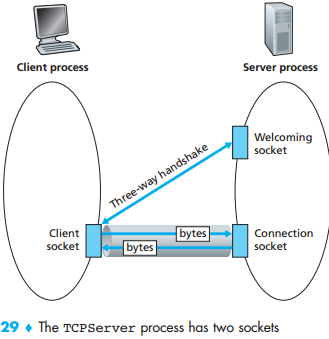 Client process
Server process
Welcoming
socket
Three-way handshake
Client
socket
bytes
bytes
Connection
socket
29 ♦ The TCPServer process has two sockets